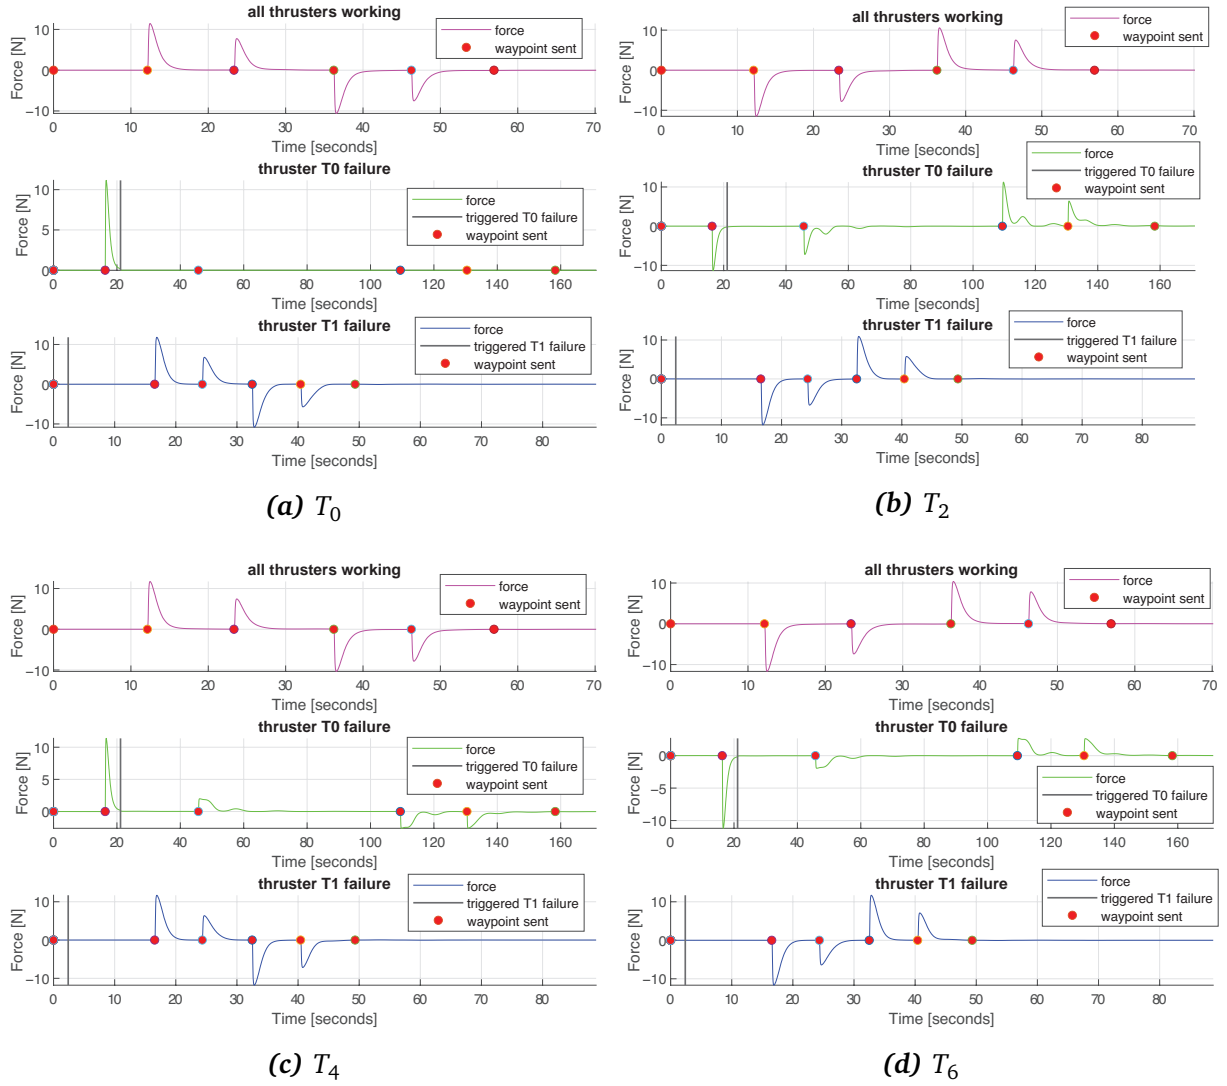 all thrusters working
Force [N]
10
0
−10
force
waypoint sent
0 10 20 30 40 50 60 70
Time [seconds]
thruster T0 failure
Force [N]
10
5
0
force
triggered T0 failure
waypoint sent
0 20 40 60 80 100 120 140 160
Time [seconds]
thruster T1 failure
Force [N]
10
0
−10
force
triggered T1 failure
waypoint sent
0 10 20 30 40 50 60 70 80
Time [seconds]
(a) T0
all thrusters working
Force [N]
10
0
−10
force
waypoint sent
0 10 20 30 40 50 60 70
Time [seconds]
thruster T0 failure
Force [N]
10
0
−10
force
triggered T0 failure
waypoint sent
0 20 40 60 80 100 120 140 160
Time [seconds]
thruster T1 failure
Force [N]
10
0
−10
force
triggered T1 failure
waypoint sent
0 10 20 30 40 50 60 70 80
Time [seconds]
(b) T2
all thrusters working
Force [N]
10
0
−10
force
waypoint sent
0 10 20 30 40 50 60 70
Time [seconds]
thruster T0 failure
Force [N]
10
5
0
force
triggered T0 failure
waypoint sent
0 20 40 60 80 100 120 140 160
Time [seconds]
thruster T1 failure
Force [N]
10
0
−10
force
triggered T1 failure
waypoint sent
0 10 20 30 40 50 60 70 80
Time [seconds]
(c) T4
all thrusters working
Force [N]
10
0
−10
force
waypoint sent
0 10 20 30 40 50 60 70
Time [seconds]
thruster T0 failure
Force [N]
0
−5
−10
force
triggered T0 failure
waypoint sent
0 20 40 60 80 100 120 140 160
Time [seconds]
thruster T1 failure
Force [N]
10
0
−10
force
triggered T1 failure
waypoint sent
0 10 20 30 40 50 60 70 80
Time [seconds]
(d) T6